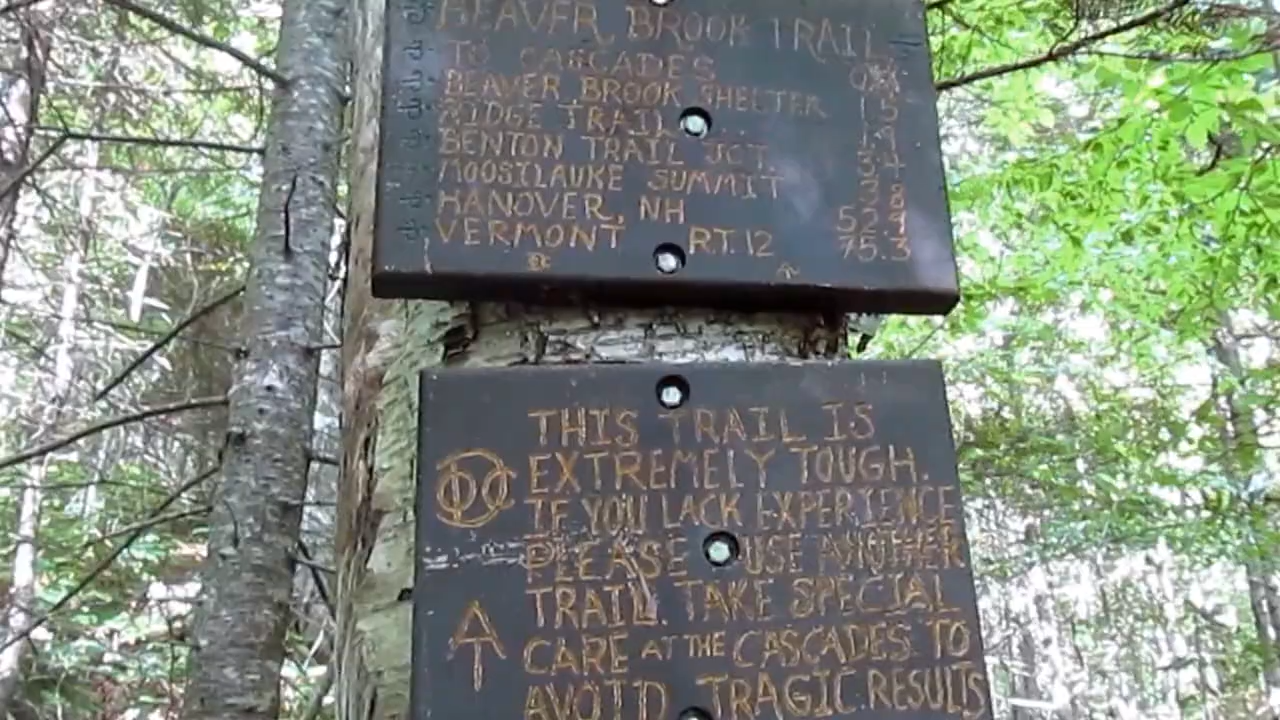 BEAVER BROOK TRAIL
TO CASCADES
BEAVER BROOK SHELTER 1.5
RIDGE TRAIL 1.9
BENTON TRAIL JCT. 3.4
MOOSILAUKE SUMMIT 3.8
HANOVER, NH 52.9
VERMONT RT. 12 75.3
THIS TRAIL IS
EXTREMELY TOUGH.
IF YOU LACK EXPERIENCE
PLEASE USE ANOTHER
TRAIL. TAKE SPECIAL
CARE AT THE CASCADES TO
AVOID TRAGIC RESULTS